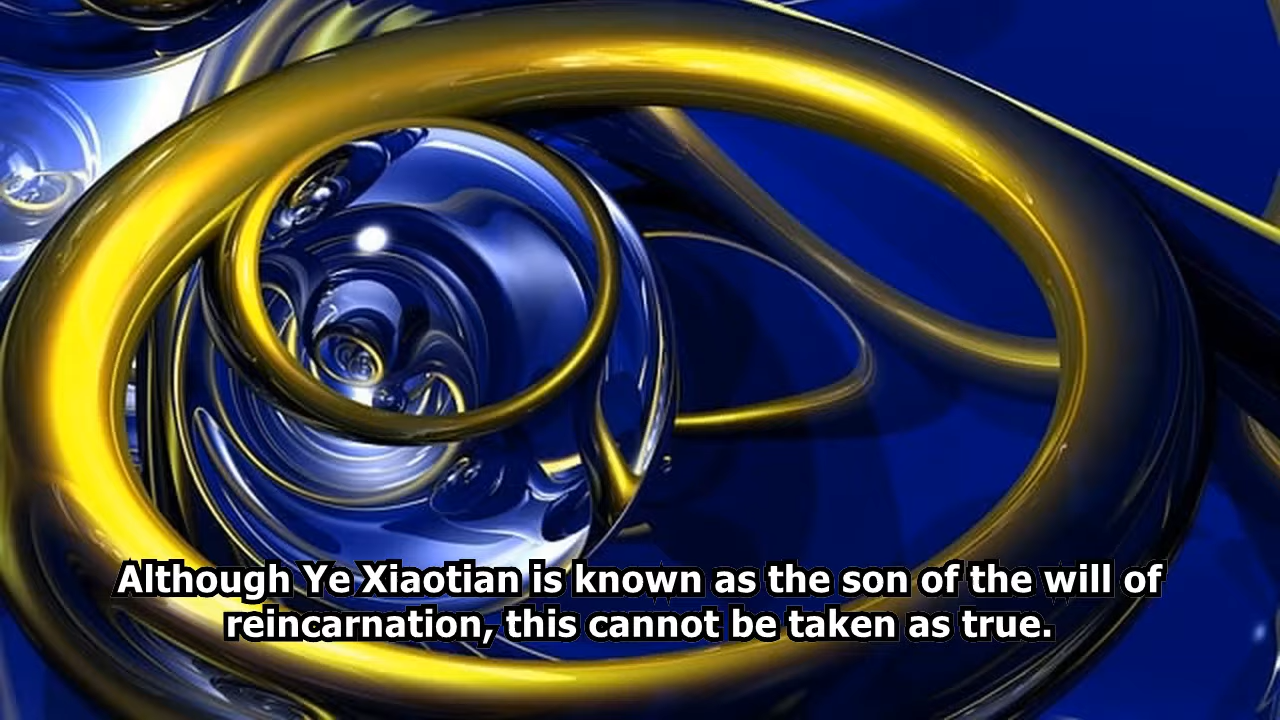 Although Ye Xiaotian is known as the son of the will of
reincarnation, this cannot be taken as true.